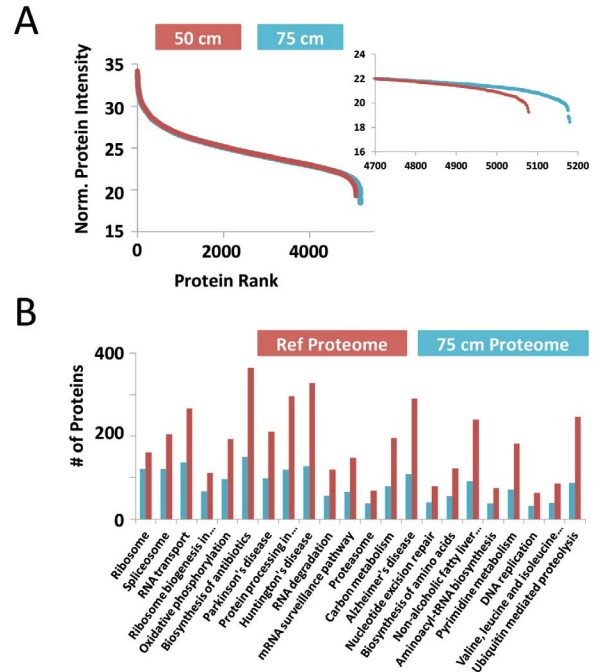 A
50 cm
75 cm
Norm. Protein Intensity
35
30
25
20
15
0
2000
4000
Protein Rank
24
22
20
18
16
4700
4800
4900
5000
5100
5200
B
Ref Proteome
75 cm Proteome
# of Proteins
400
200
0
Ribosome
Spliceosome
RNA transport
Ribosome biogenesis in...
Oxidative phosphorylation
Biosynthesis of antibiotics
Parkinson's disease
Protein processing in...
Huntington's disease
RNA degradation
mRNA surveillance pathway
Proteasome
Carbon metabolism
Alzheimer's disease
Nucleotide excision repair
Biosynthesis of amino acids
Non-alcoholic fatty liver...
Aminoacyl-tRNA biosynthesis
Pyrimidine metabolism
DNA replication
Valine, leucine and isoleucine...
Ubiquitin mediated proteolysis